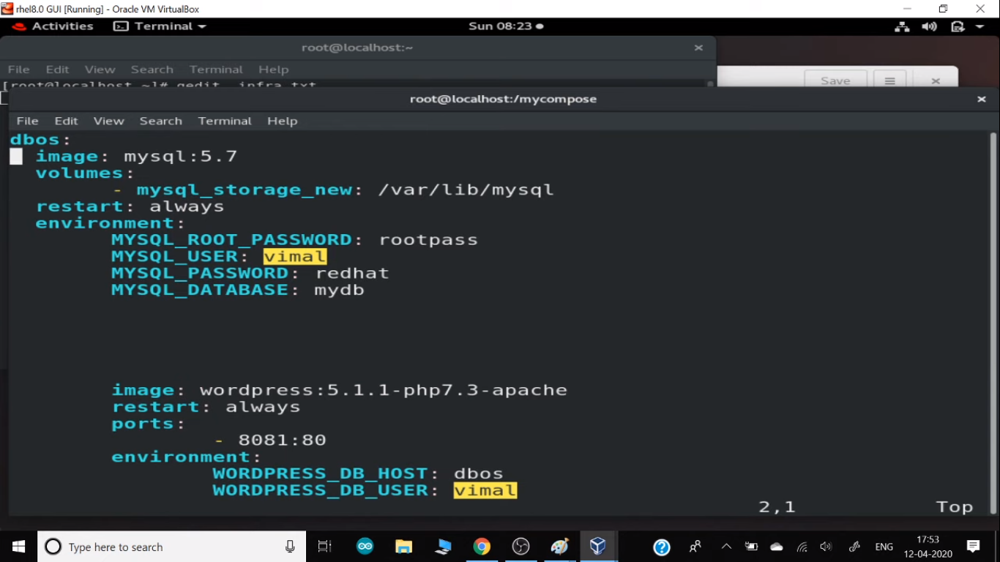 rhel8.0 GUI [Running] - Oracle VM VirtualBox
Activities Terminal Sun 08:23
root@localhost:~
File Edit View Search Terminal Help
[root@localhost ~]# gedit infra.txt
Save
root@localhost:/mycompose
File Edit View Search Terminal Help
dbos:
image: mysql:5.7
volumes:
- mysql_storage_new: /var/lib/mysql
restart: always
environment:
MYSQL_ROOT_PASSWORD: rootpass
MYSQL_USER: vimal
MYSQL_PASSWORD: redhat
MYSQL_DATABASE: mydb
image: wordpress:5.1.1-php7.3-apache
restart: always
ports:
- 8081:80
environment:
WORDPRESS_DB_HOST: dbos
WORDPRESS_DB_USER: vimal
2,1 Top
Type here to search
ENG
17:53
12-04-2020